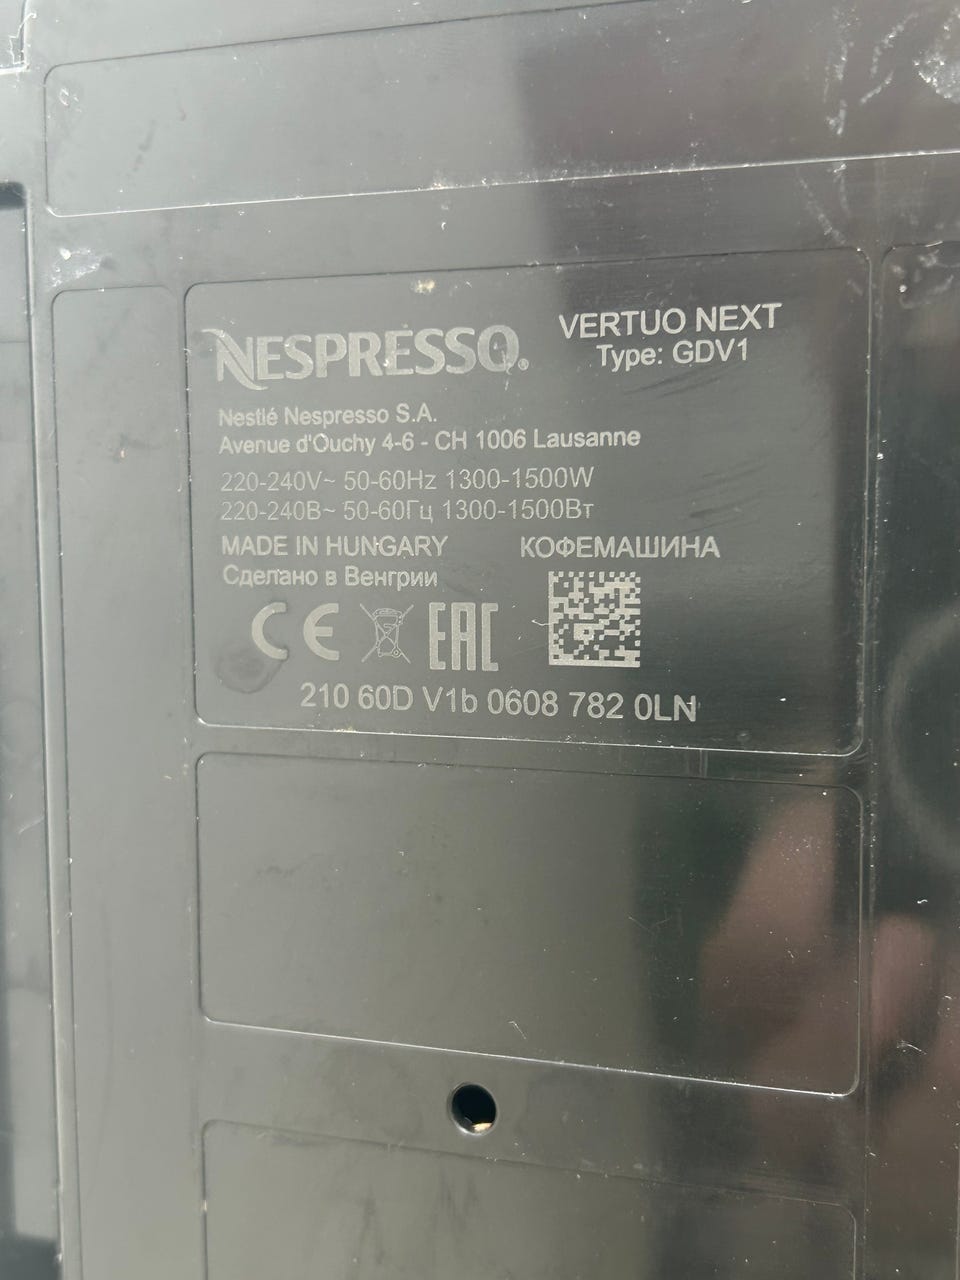 NESPRESSO®
VERTUO NEXT
Type: GDV1
Nestlé Nespresso S.A.
Avenue d'Ouchy 4-6 - CH 1006 Lausanne
220-240V~ 50-60Hz 1300-1500W
220-240В~ 50-60Гц 1300-1500Вт
MADE IN HUNGARY КОФЕМАШИНА
Сделано в Венгрии
CE EAC
210 60D V1b 0608 782 0LN